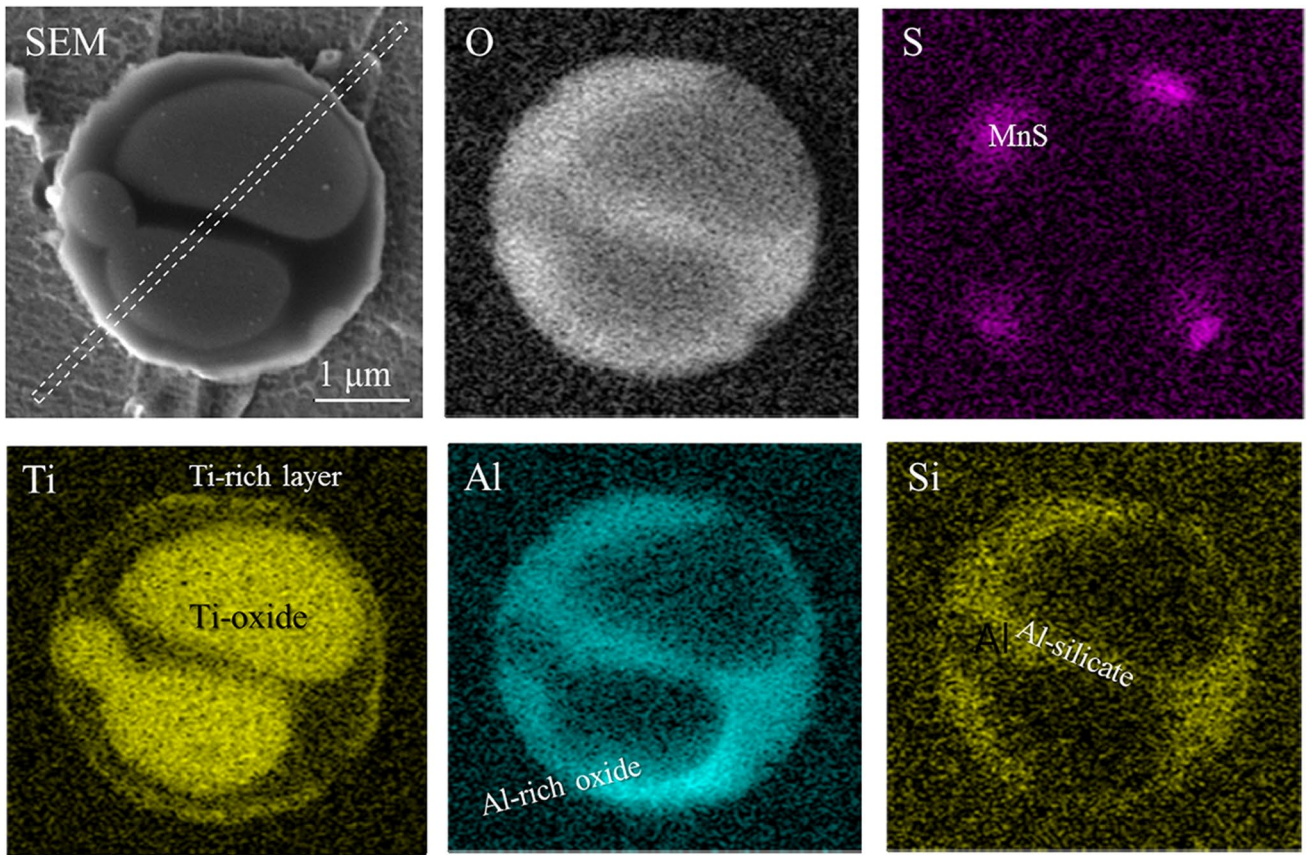 SEM
O
S
MnS
1 μm
Ti
Ti-rich layer
Ti-oxide
Al
Al-rich oxide
Si
Al
Al-silicate